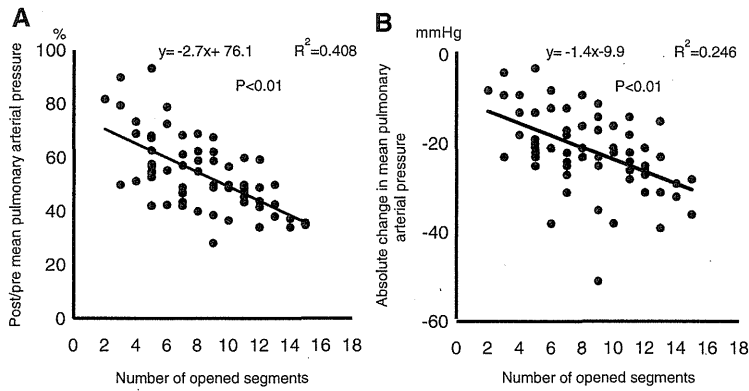 A
%
y= -2.7x+ 76.1 R²=0.408
P<0.01
Post/pre mean pulmonary arterial pressure
100
80
60
40
20
0
0 2 4 6 8 10 12 14 16 18
Number of opened segments
B
mmHg
y= -1.4x-9.9 R²=0.246
P<0.01
Absolute change in mean pulmonary
arterial pressure
0
-20
-40
-60
0 2 4 6 8 10 12 14 16 18
Number of opened segments